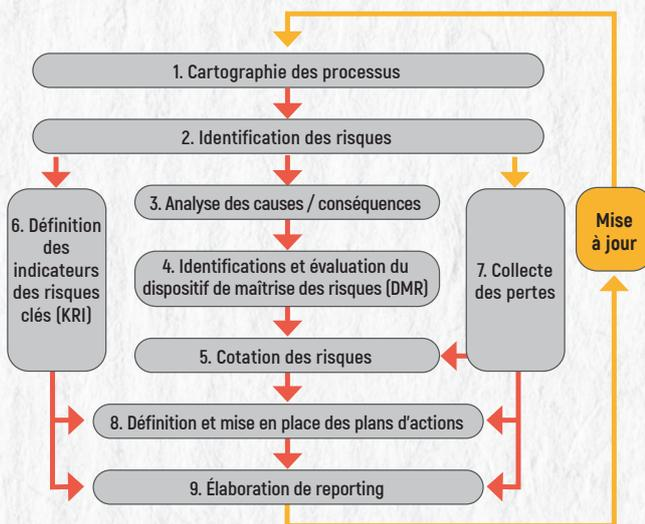 1. Cartographie des processus
2. Identification des risques
3. Analyse des causes / conséquences
4. Identifications et évaluation du
dispositif de maîtrise des risques (DMR)
5. Cotation des risques
6. Définition
des
indicateurs
des risques
clés (KRI)
7. Collecte
des pertes
Mise
à jour
8. Définition et mise en place des plans d'actions
9. Élaboration de reporting